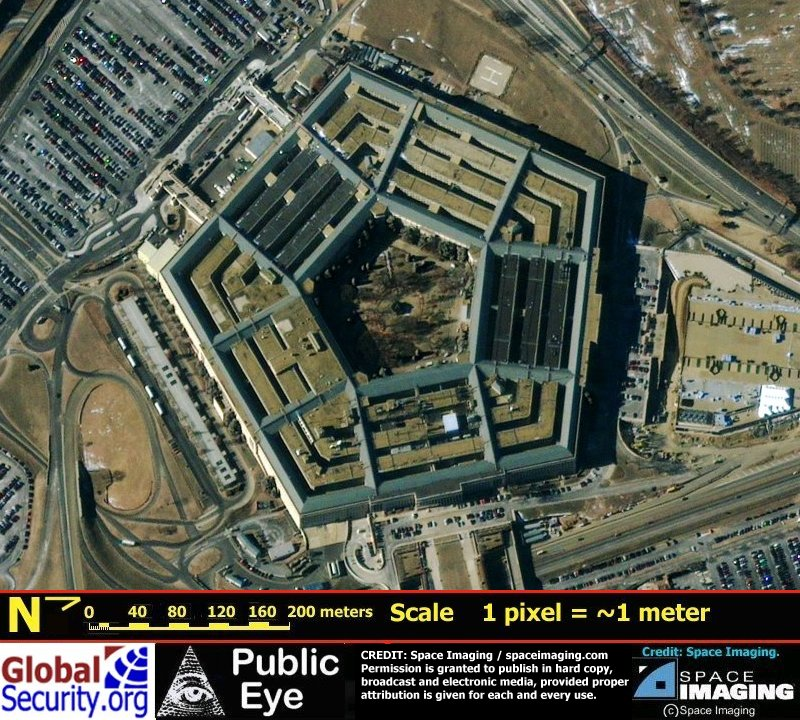 H
N
0 40 80 120 160 200 meters Scale 1 pixel = ~1 meter
Global
Security.org
Public
Eye
CREDIT: Space Imaging / spaceimaging.com
Permission is granted to publish in hard copy,
broadcast and electronic media, provided proper
attribution is given for each and every use.
Credit: Space Imaging.
SPACE
IMAGING
(c)Space Imaging